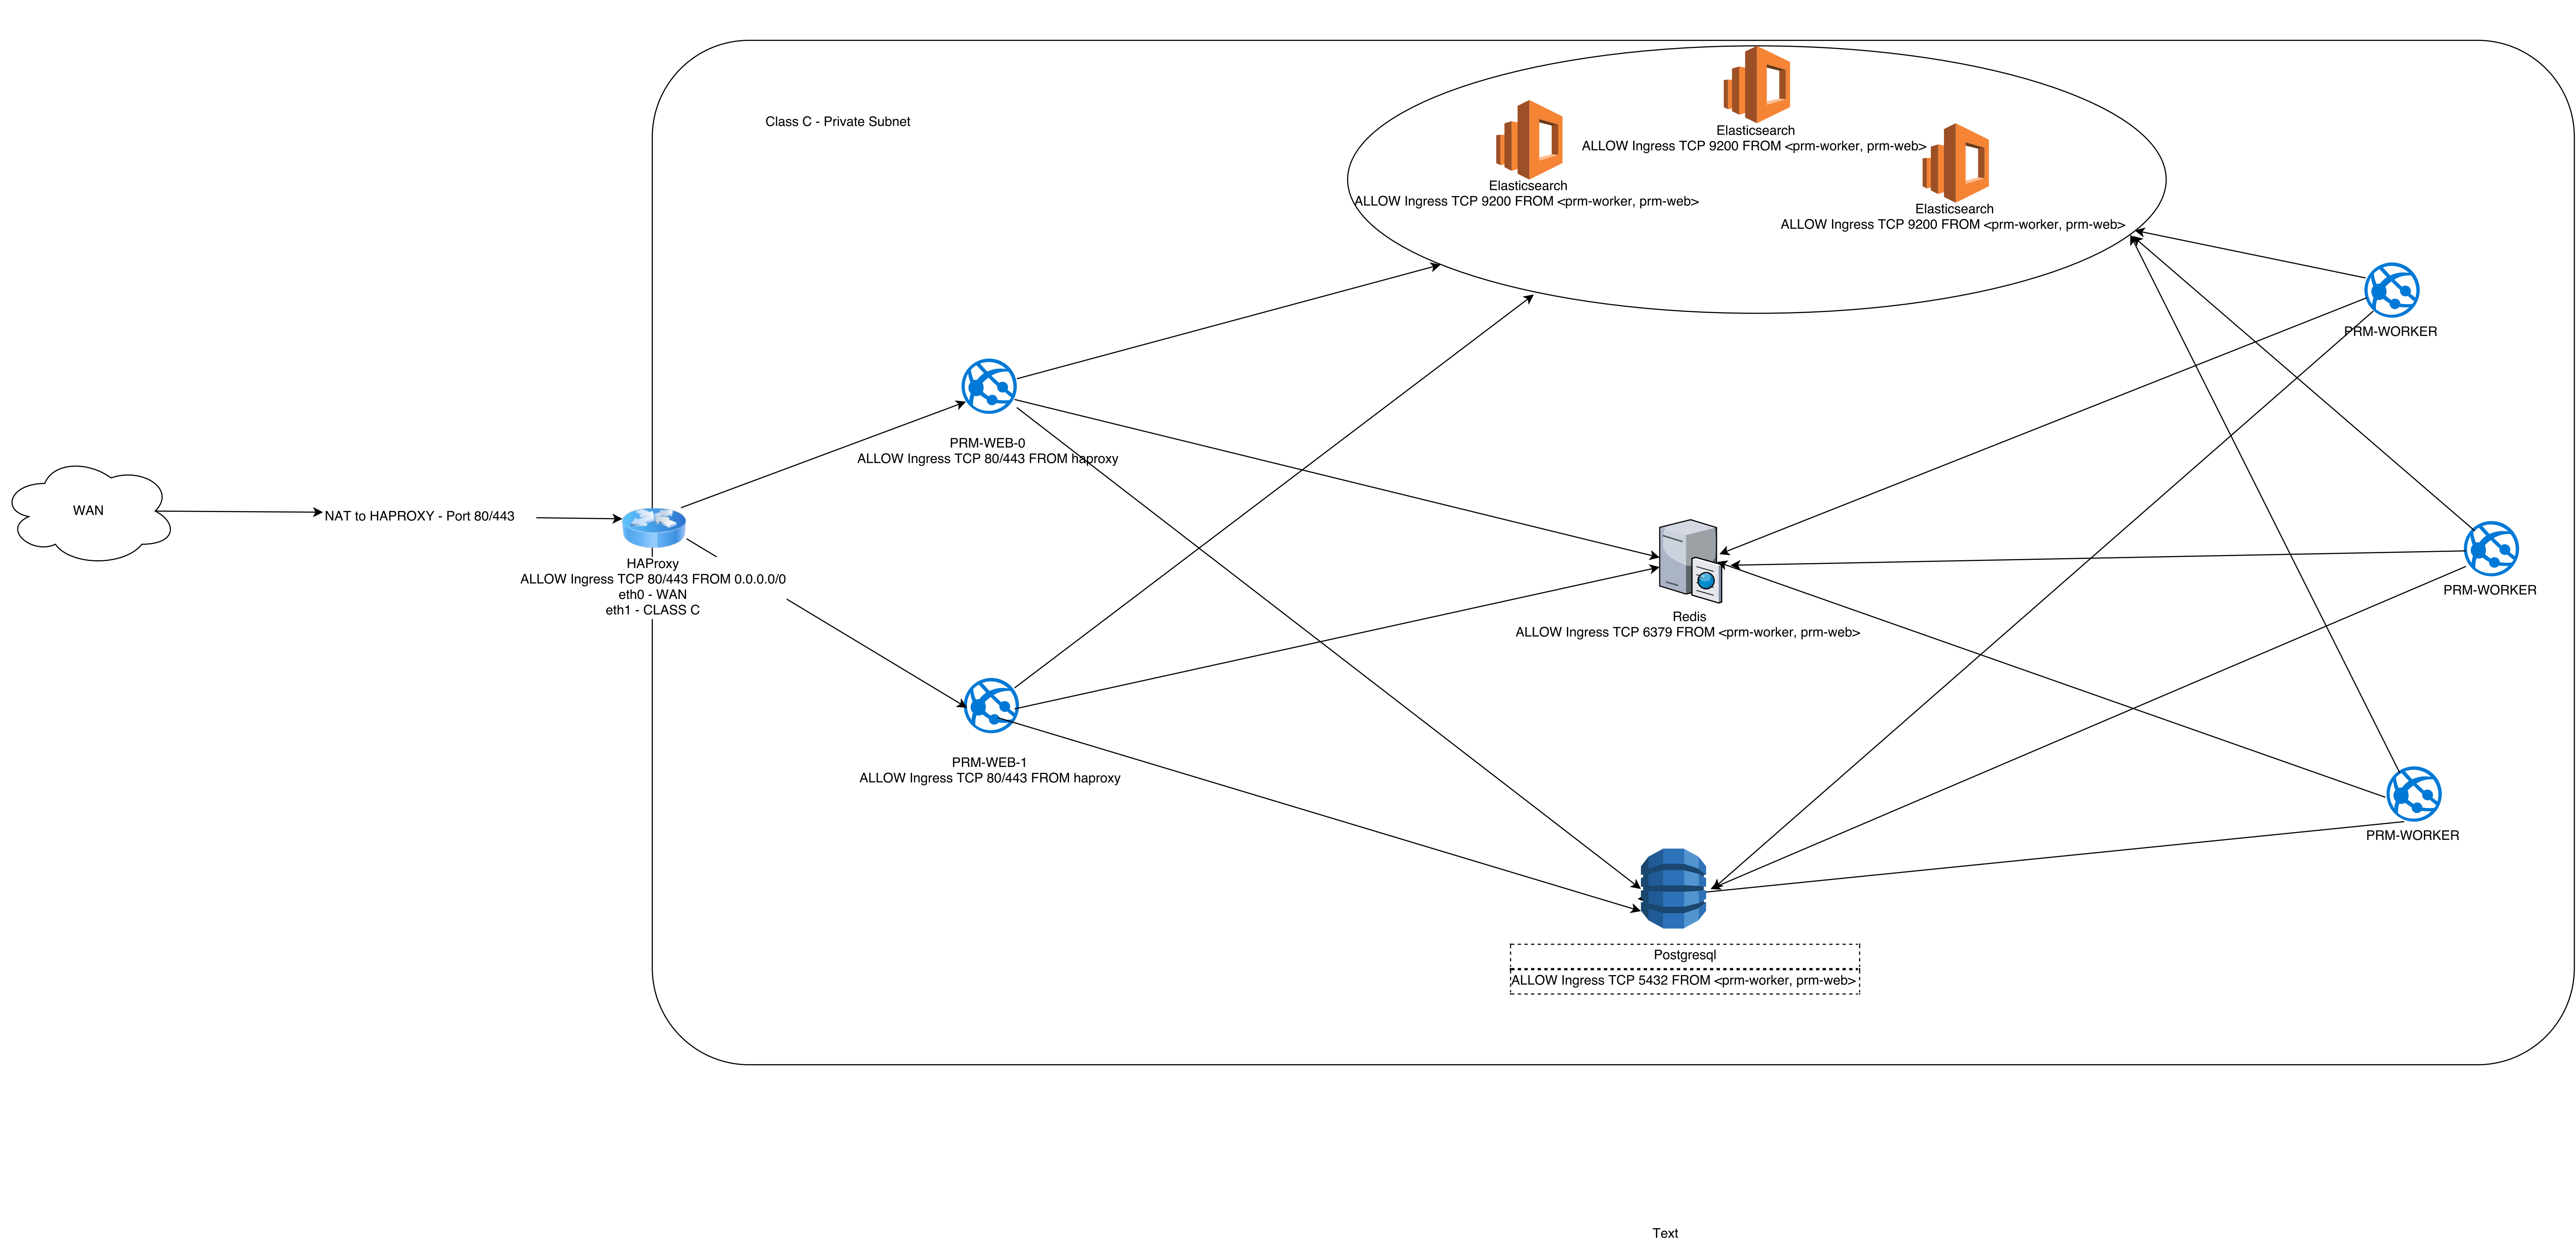 Class C - Private Subnet
Elasticsearch
ALLOW Ingress TCP 9200 FROM <prm-worker, prm-web>
Elasticsearch
ALLOW Ingress TCP 9200 FROM <prm-worker, prm-web>
Elasticsearch
ALLOW Ingress TCP 9200 FROM <prm-worker, prm-web>
PRM-WORKER
PRM-WEB-0
ALLOW Ingress TCP 80/443 FROM haproxy
WAN
NAT to HAPROXY - Port 80/443
HAProxy
ALLOW Ingress TCP 80/443 FROM 0.0.0.0/0
eth0 - WAN
eth1 - CLASS C
PRM-WORKER
Redis
ALLOW Ingress TCP 6379 FROM <prm-worker, prm-web>
PRM-WEB-1
ALLOW Ingress TCP 80/443 FROM haproxy
PRM-WORKER
Postgresql
ALLOW Ingress TCP 5432 FROM <prm-worker, prm-web>
Text